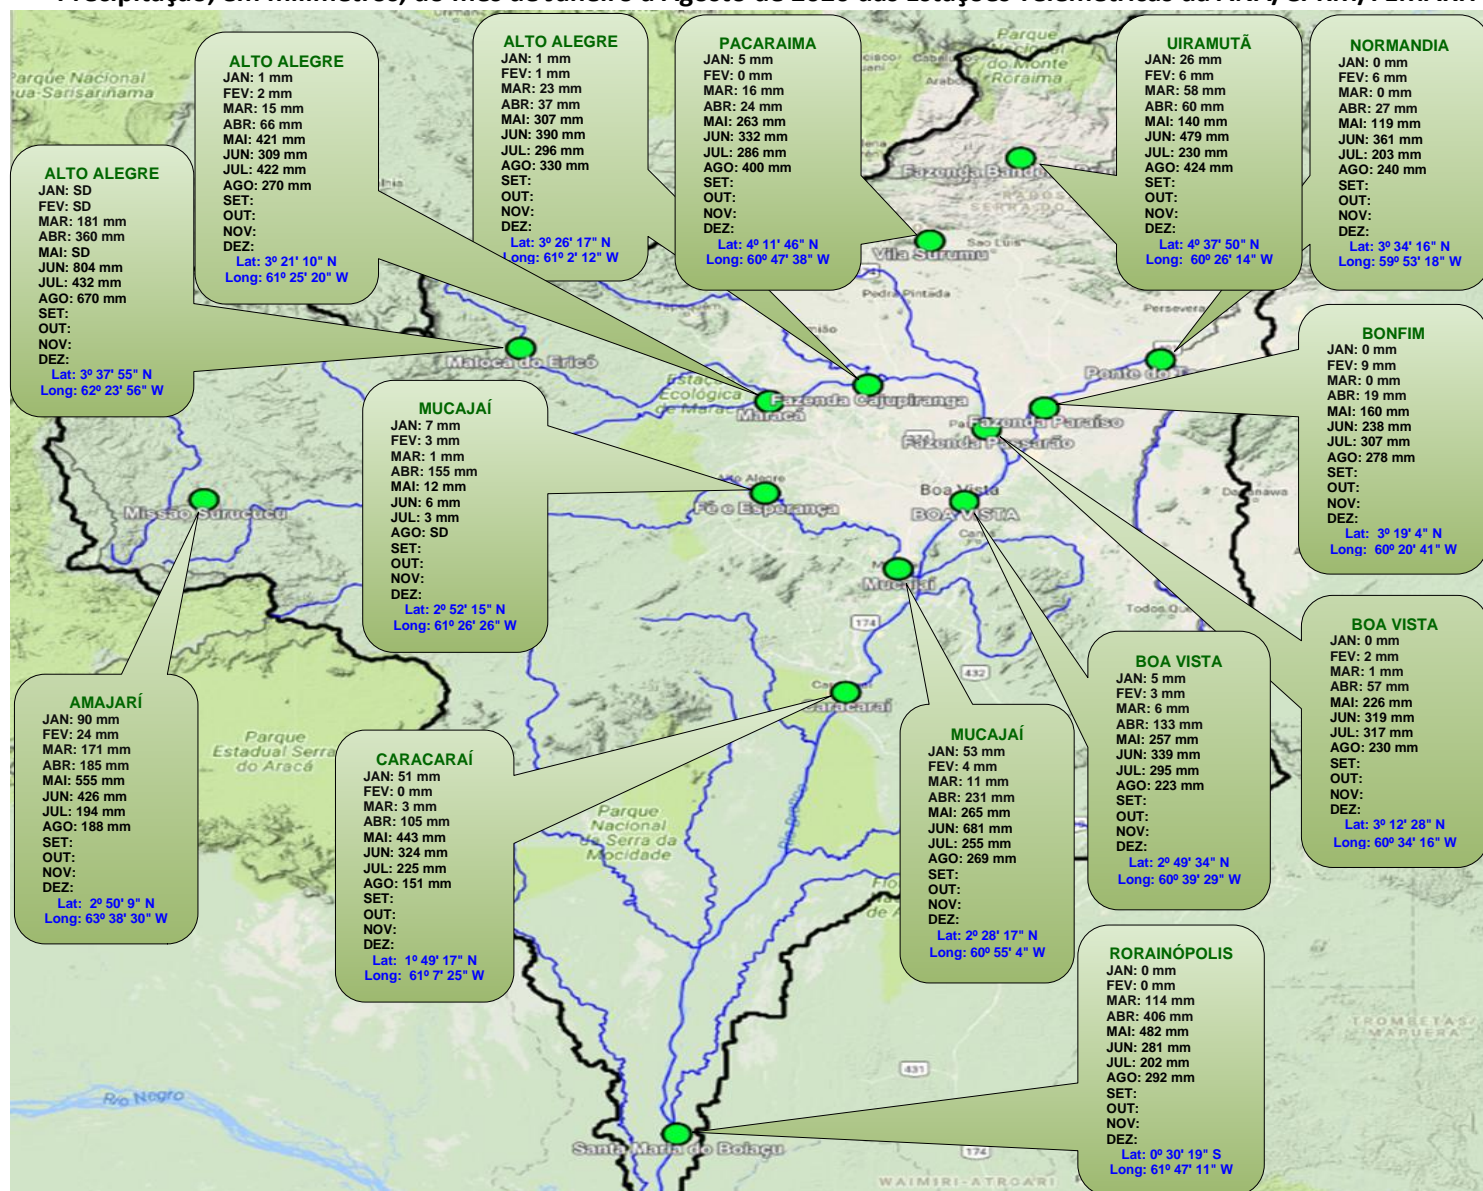 ALTO ALEGRE
JAN: 1 mm
FEV: 2 mm
MAR: 15 mm
ABR: 66 mm
MAI: 421 mm
JUN: 309 mm
JUL: 422 mm
AGO: 270 mm
SET:
OUT:
NOV:
DEZ:
Lat: 3º 21' 10" N
Long: 61º 25' 20" W
ALTO ALEGRE
JAN: 1 mm
FEV: 1 mm
MAR: 23 mm
ABR: 37 mm
MAI: 307 mm
JUN: 390 mm
JUL: 296 mm
AGO: 330 mm
SET:
OUT:
NOV:
DEZ:
Lat: 3º 26' 17" N
Long: 61º 2' 12" W
PACARAIMA
JAN: 5 mm
FEV: 0 mm
MAR: 16 mm
ABR: 24 mm
MAI: 263 mm
JUN: 332 mm
JUL: 286 mm
AGO: 400 mm
SET:
OUT:
NOV:
DEZ:
Lat: 4º 11' 46" N
Long: 60º 47' 38" W
UIRAMUTÃ
JAN: 26 mm
FEV: 6 mm
MAR: 58 mm
ABR: 60 mm
MAI: 140 mm
JUN: 479 mm
JUL: 230 mm
AGO: 424 mm
SET:
OUT:
NOV:
DEZ:
Lat: 4º 37' 50" N
Long: 60º 26' 14" W
NORMANDIA
JAN: 0 mm
FEV: 6 mm
MAR: 0 mm
ABR: 27 mm
MAI: 119 mm
JUN: 361 mm
JUL: 203 mm
AGO: 240 mm
SET:
OUT:
NOV:
DEZ:
Lat: 3º 34' 16" N
Long: 59º 53' 18" W
Parque
Nacional
do Monte
Roraima
Parque Nacional
ALTO ALEGRE
JAN: SD
FEV: SD
MAR: 181 mm
ABR: 360 mm
MAI: SD
JUN: 804 mm
JUL: 432 mm
AGO: 670 mm
SET:
OUT:
NOV:
DEZ:
Lat: 3º 37' 55" N
Long: 62º 23' 56" W
Vila Surumu
Sao Luis
Pedra Pintada
Maloca do Ericó
Maracá
Fazenda Cajupiranga
Fazenda Paraíso
Fazenda Passarão
BONFIM
JAN: 0 mm
FEV: 9 mm
MAR: 0 mm
ABR: 19 mm
MAI: 160 mm
JUN: 238 mm
JUL: 307 mm
AGO: 278 mm
SET:
OUT:
NOV:
DEZ:
Lat: 3º 19' 4" N
Long: 60º 20' 41" W
MUCAJAÍ
JAN: 7 mm
FEV: 3 mm
MAR: 1 mm
ABR: 155 mm
MAI: 12 mm
JUN: 6 mm
JUL: 3 mm
AGO: SD
SET:
OUT:
NOV:
DEZ:
Lat: 2º 52' 15" N
Long: 61º 26' 26" W
Missão Surucucu
Fé e Esperança
Boa Vista
BOA VISTA
Mucajaí
174
432
BOA VISTA
JAN: 0 mm
FEV: 2 mm
MAR: 1 mm
ABR: 57 mm
MAI: 226 mm
JUN: 319 mm
JUL: 317 mm
AGO: 230 mm
SET:
OUT:
NOV:
DEZ:
Lat: 3º 12' 28" N
Long: 60º 34' 16" W
BOA VISTA
JAN: 5 mm
FEV: 3 mm
MAR: 6 mm
ABR: 133 mm
MAI: 257 mm
JUN: 339 mm
JUL: 295 mm
AGO: 223 mm
SET:
OUT:
NOV:
DEZ:
Lat: 2º 49' 34" N
Long: 60º 39' 29" W
AMAJARÍ
JAN: 90 mm
FEV: 24 mm
MAR: 171 mm
ABR: 185 mm
MAI: 555 mm
JUN: 426 mm
JUL: 194 mm
AGO: 188 mm
SET:
OUT:
NOV:
DEZ:
Lat: 2º 50' 9" N
Long: 63º 38' 30" W
Parque
Estadual Serra
do Aracá
Caracaraí
CARACARAÍ
JAN: 51 mm
FEV: 0 mm
MAR: 3 mm
ABR: 105 mm
MAI: 443 mm
JUN: 324 mm
JUL: 225 mm
AGO: 151 mm
SET:
OUT:
NOV:
DEZ:
Lat: 1º 49' 17" N
Long: 61º 7' 25" W
Parque
Nacional
da Serra da
Mocidade
Rio Branco
MUCAJAÍ
JAN: 53 mm
FEV: 4 mm
MAR: 11 mm
ABR: 231 mm
MAI: 265 mm
JUN: 681 mm
JUL: 255 mm
AGO: 269 mm
SET:
OUT:
NOV:
DEZ:
Lat: 2º 28' 17" N
Long: 60º 55' 4" W
RORAINÓPOLIS
JAN: 0 mm
FEV: 0 mm
MAR: 114 mm
ABR: 406 mm
MAI: 482 mm
JUN: 281 mm
JUL: 202 mm
AGO: 292 mm
SET:
OUT:
NOV:
DEZ:
Lat: 0º 30' 19" S
Long: 61º 47' 11" W
TROMBETAS/
MAPUERA
431
Rio Negro
Santa Maria do Boiaçu
174
WAIMIRI-ATROARI